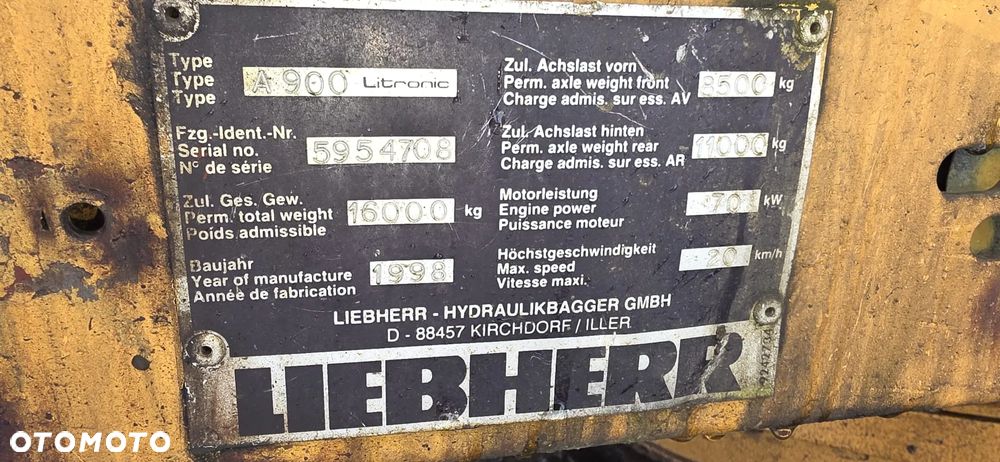 Type
Type
Type
A 900 Litronic
Fzg.-Ident.-Nr.
Serial no.
N° de série
5954708
Zul. Ges. Gew.
Perm. total weight
Poids admissible
16000 kg
Baujahr
Year of manufacture
Année de fabrication
1998
Zul. Achslast vorn
Perm. axle weight front
Charge admis. sur ess. AV
8500 kg
Zul. Achslast hinten
Perm. axle weight rear
Charge admis. sur ess. AR
11000 kg
Motorleistung
Engine power
Puissance moteur
70 kW
Höchstgeschwindigkeit
Max. speed
Vitesse maxi.
20 km/h
LIEBHERR - HYDRAULIKBAGGER GMBH
D - 88457 KIRCHDORF / ILLER
LIEBHERR
OTOMOTO